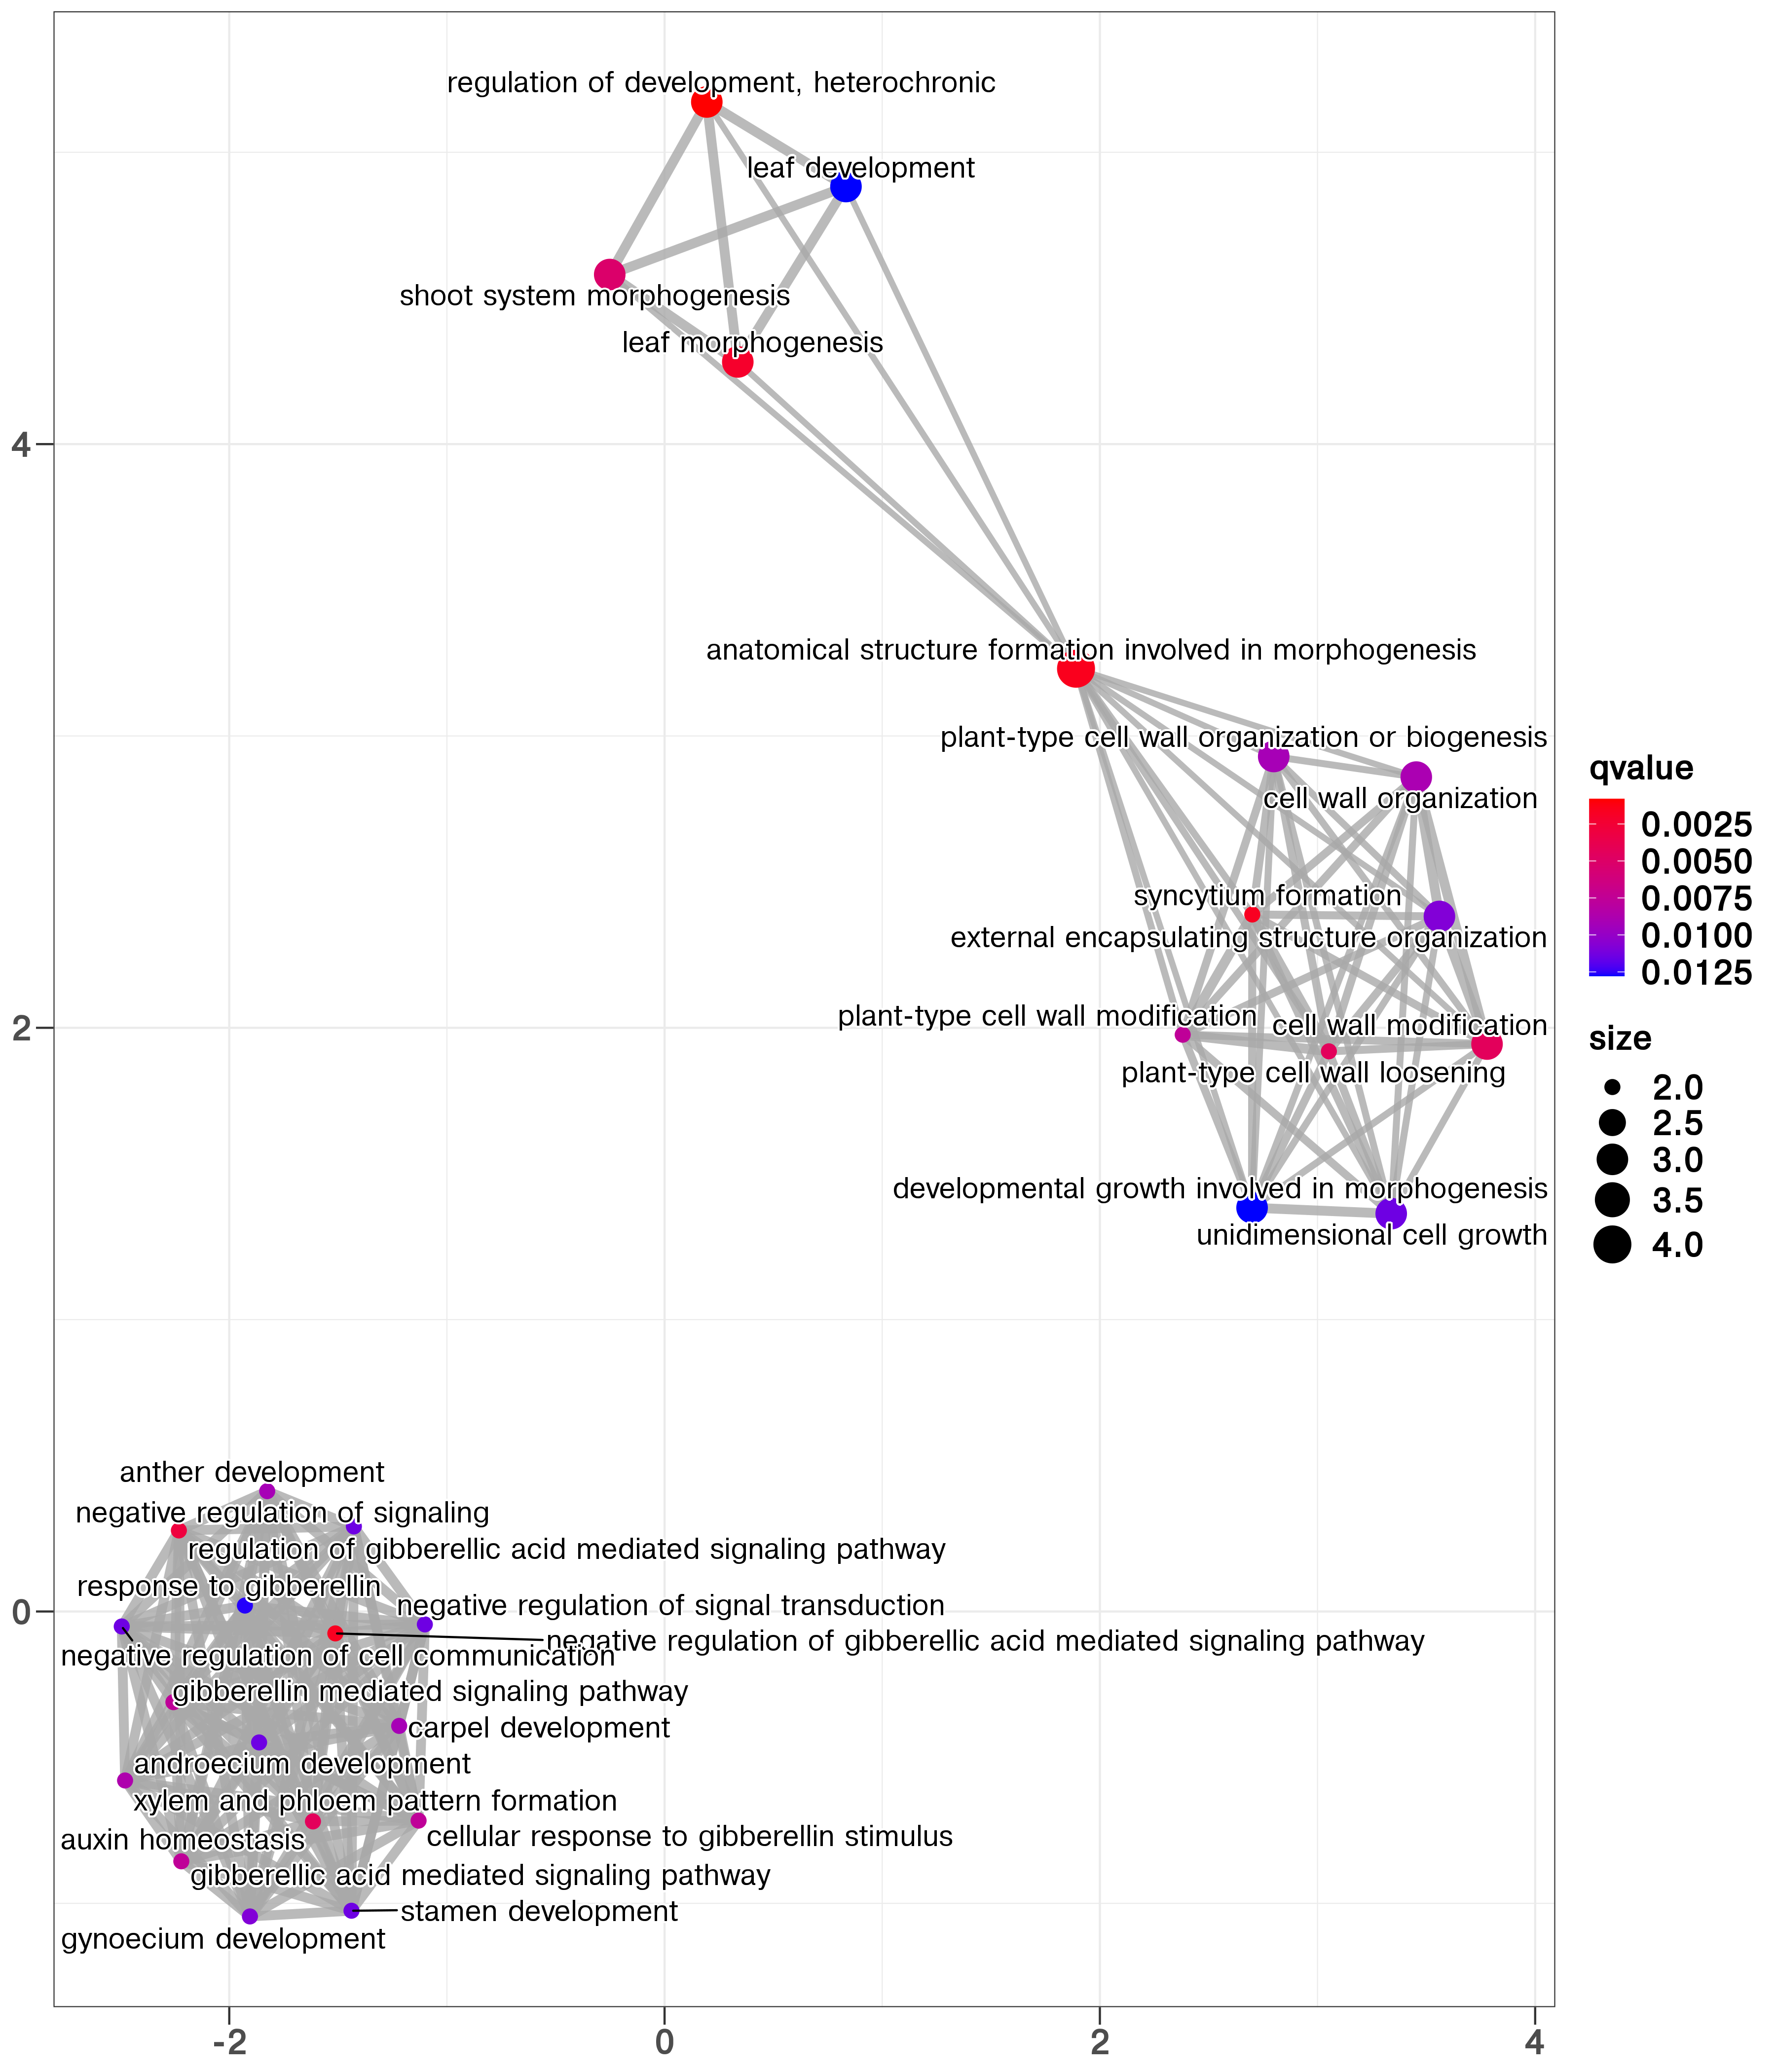 regulation of development, heterochronic
leaf development
shoot system morphogenesis
leaf morphogenesis
4
anatomical structure formation involved in morphogenesis
plant-type cell wall organization or biogenesis
cell wall organization
syncytium formation
external encapsulating structure organization
plant-type cell wall modification
cell wall modification
2
plant-type cell wall loosening
developmental growth involved in morphogenesis
unidimensional cell growth
anther development
negative regulation of signaling
regulation of gibberellic acid mediated signaling pathway
response to gibberellin
negative regulation of signal transduction
0
negative regulation of gibberellic acid mediated signaling pathway
negative regulation of cell communication
gibberellin mediated signaling pathway
carpel development
androecium development
xylem and phloem pattern formation
cellular response to gibberellin stimulus
auxin homeostasis
gibberellic acid mediated signaling pathway
stamen development
gynoecium development
-2
0
2
4
qvalue
0.0025
0.0050
0.0075
0.0100
0.0125
size
2.0
2.5
3.0
3.5
4.0